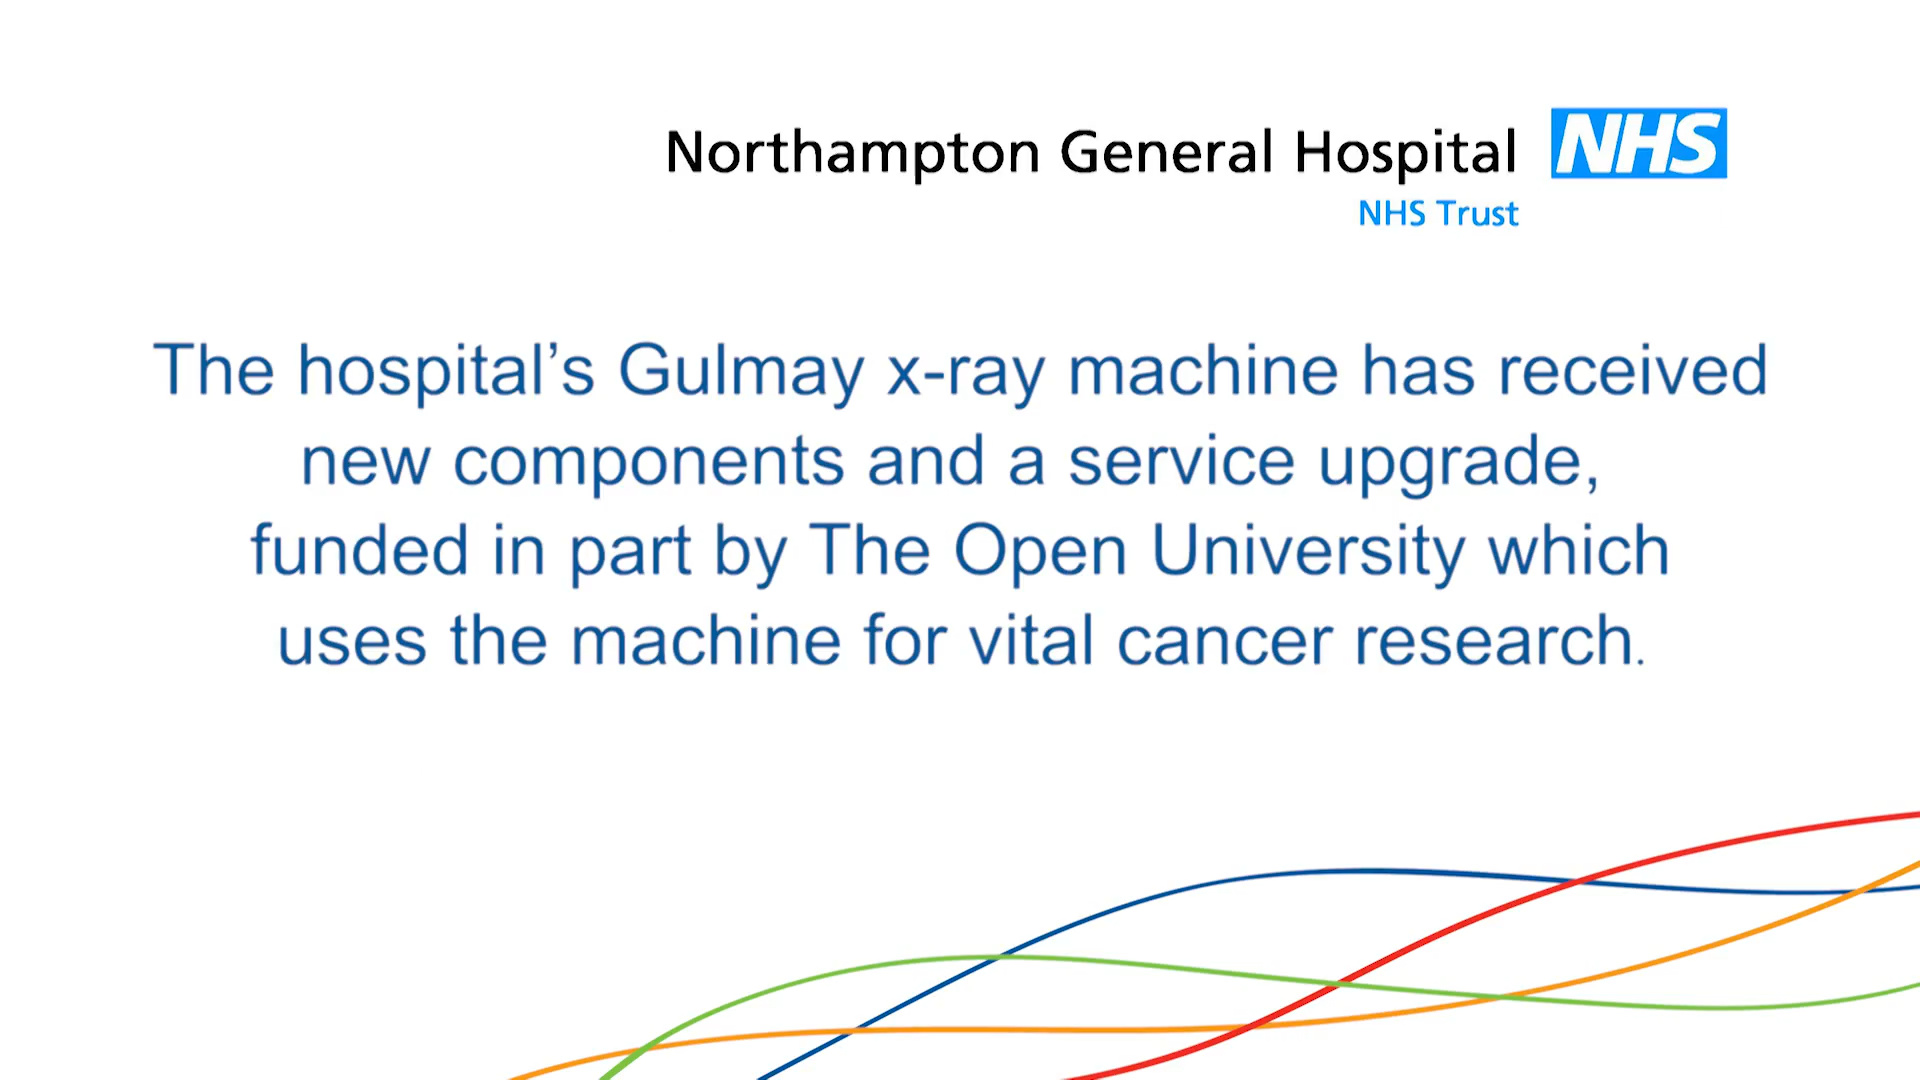 Northampton General Hospital NHS
NHS Trust
The hospital’s Gulmay x-ray machine has received
new components and a service upgrade,
funded in part by The Open University which
uses the machine for vital cancer research.